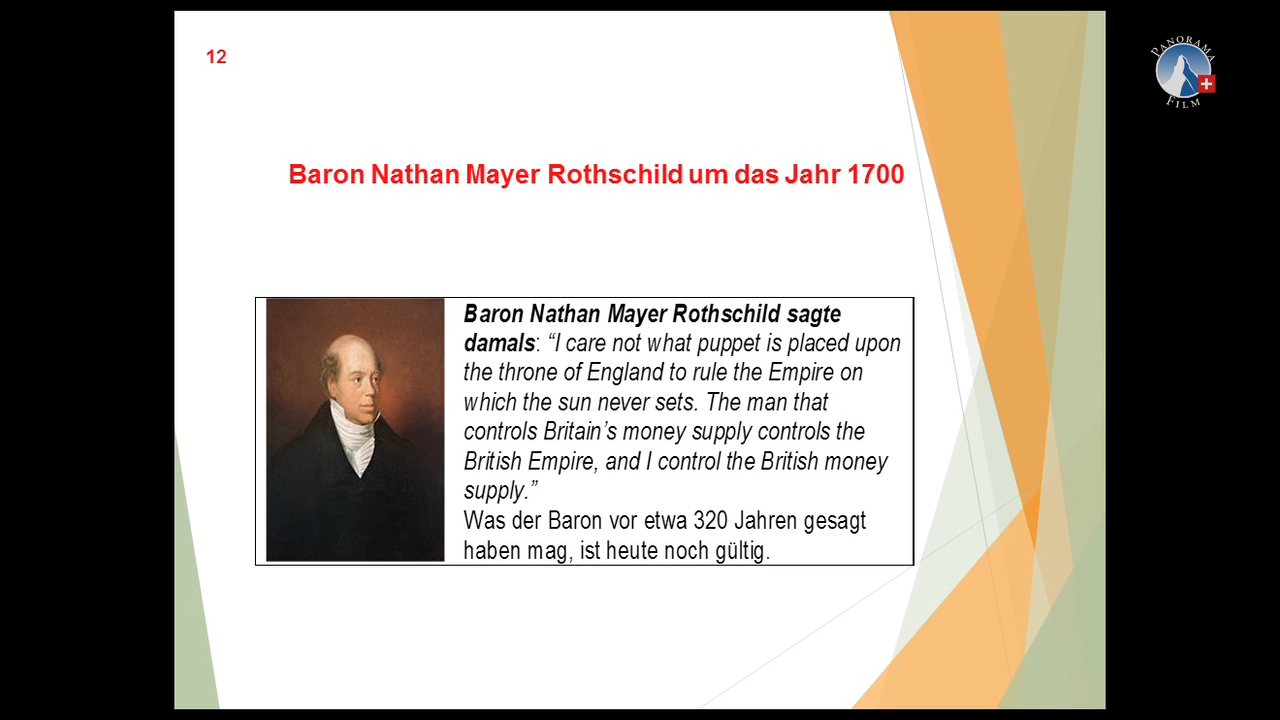 12
PANORAMA
FILM
Baron Nathan Mayer Rothschild um das Jahr 1700
Baron Nathan Mayer Rothschild sagte
damals: “I care not what puppet is placed upon
the throne of England to rule the Empire on
which the sun never sets. The man that
controls Britain’s money supply controls the
British Empire, and I control the British money
supply.”
Was der Baron vor etwa 320 Jahren gesagt
haben mag, ist heute noch gültig.